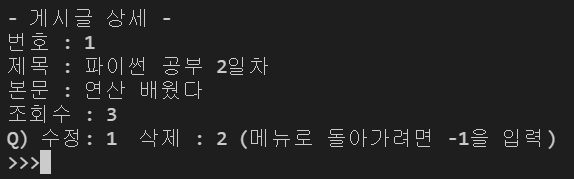 - 게시글 상세 -
번호 : 1
제목 : 파이썬 공부 2일차
본문 : 연산 배웠다
조회수 : 3
Q) 수정: 1  삭제 : 2 (메뉴로 돌아가려면 -1을 입력)
>>>